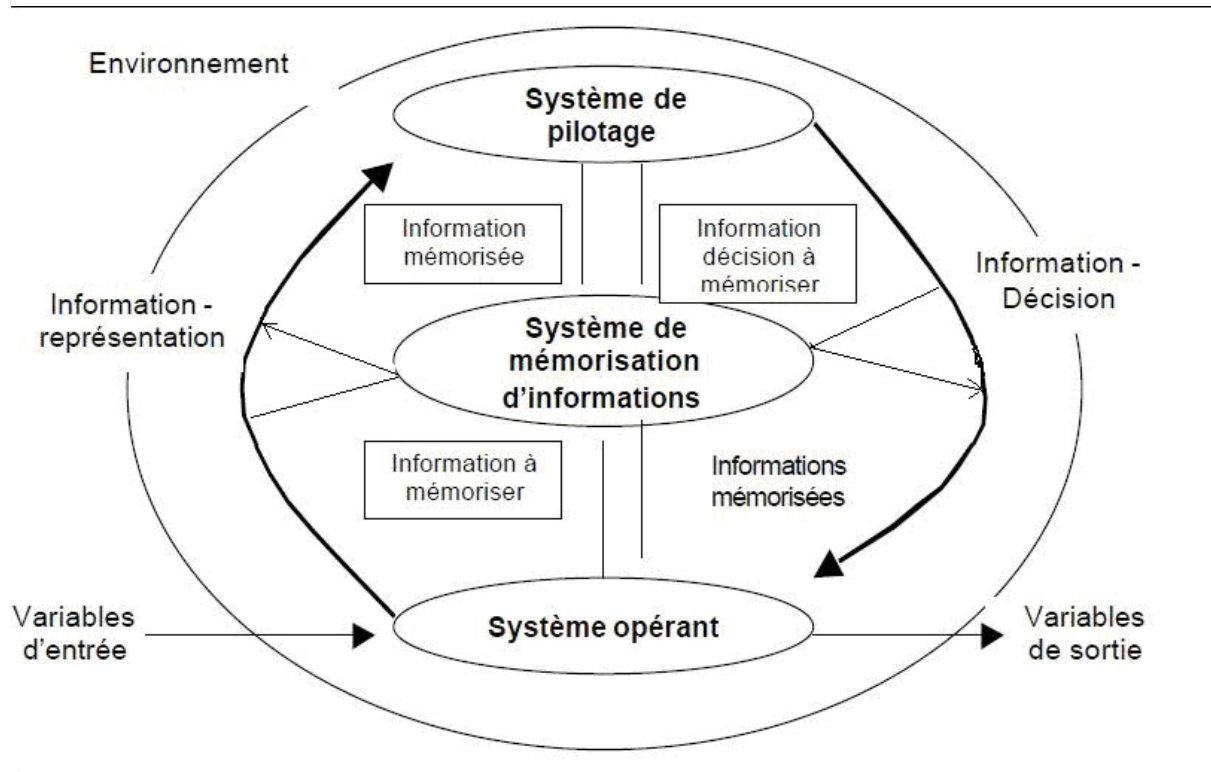 Environnement
Système de
pilotage
Information
mémorisée
Information
décision à
mémoriser
Information -
représentation
Information -
Décision
Système de
mémorisation
d’informations
Information à
mémoriser
Informations
mémorisées
Variables
d’entrée
Système opérant
Variables
de sortie